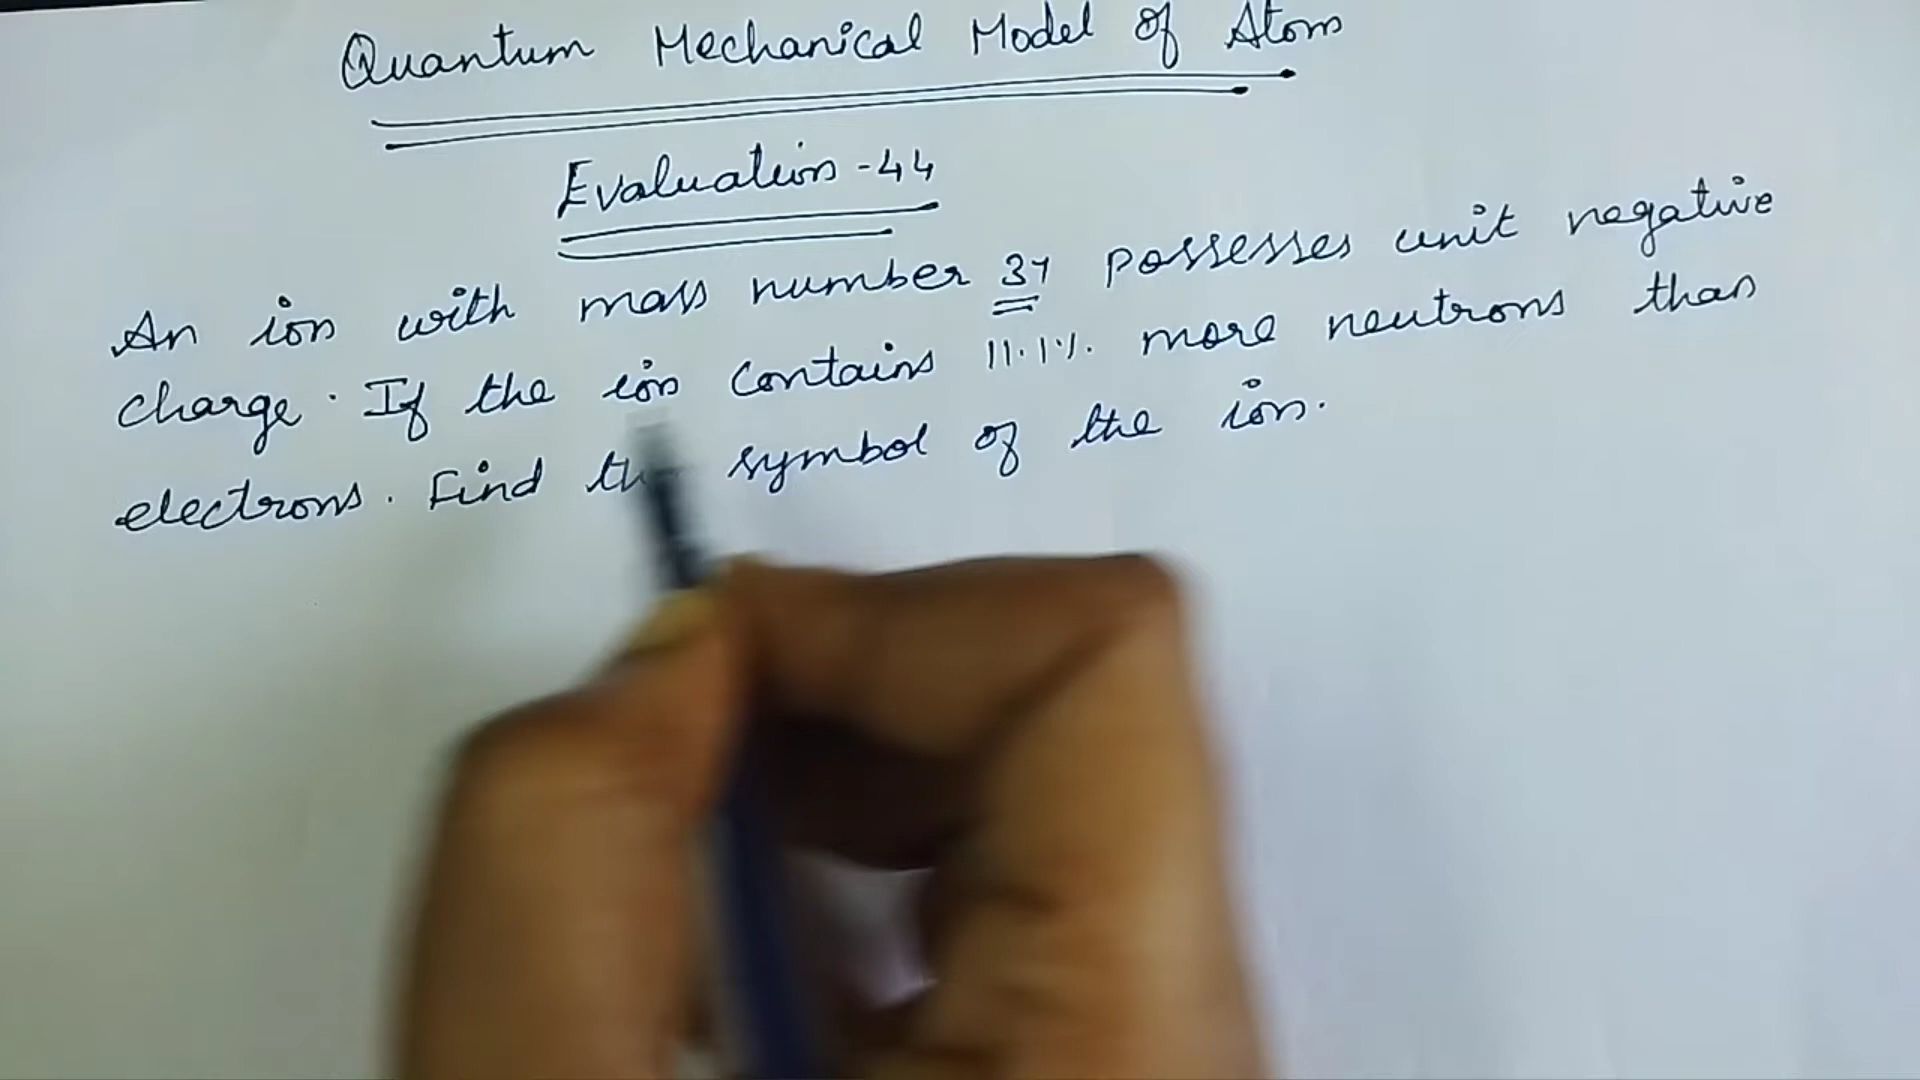 Quantum Mechanical Model of Atom
Evaluation-44
An ion with mass number 37 possesses unit negative
charge. If the ion contains 11.1% more neutrons than
electrons. Find symbol of the ion.